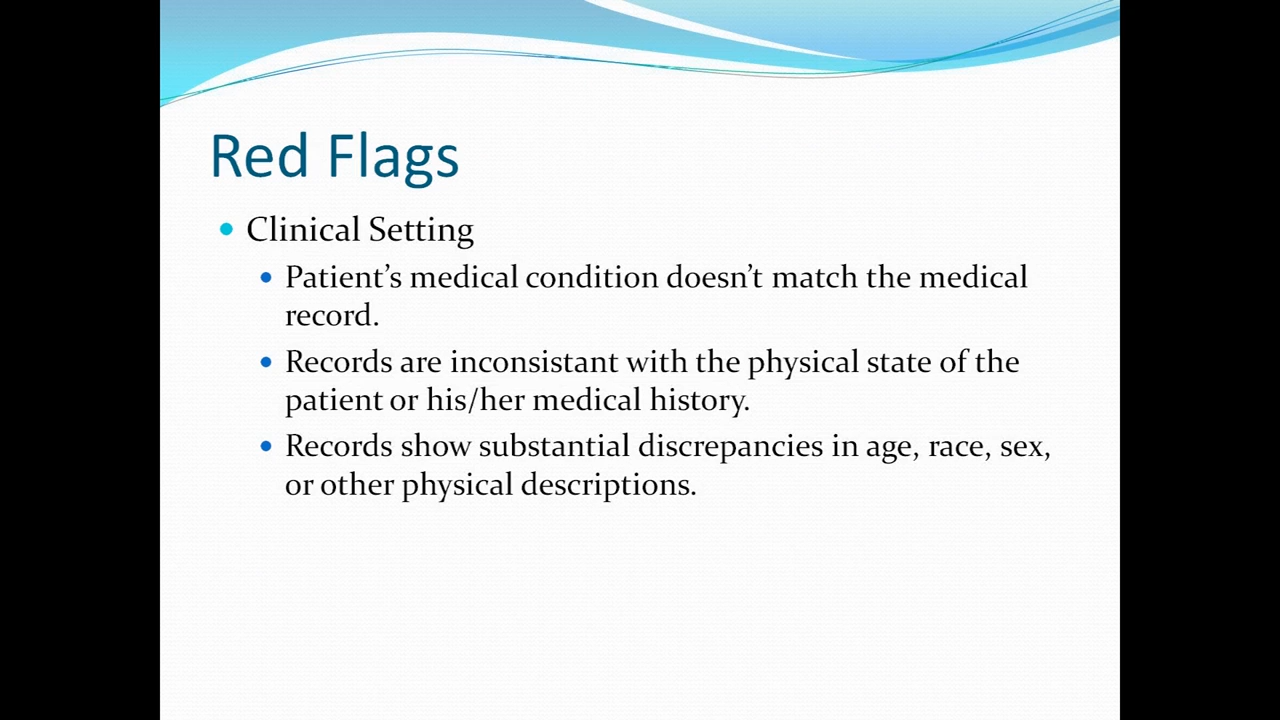 Red Flags
Clinical Setting
Patient’s medical condition doesn’t match the medical
record.
Records are inconsistant with the physical state of the
patient or his/her medical history.
Records show substantial discrepancies in age, race, sex,
or other physical descriptions.